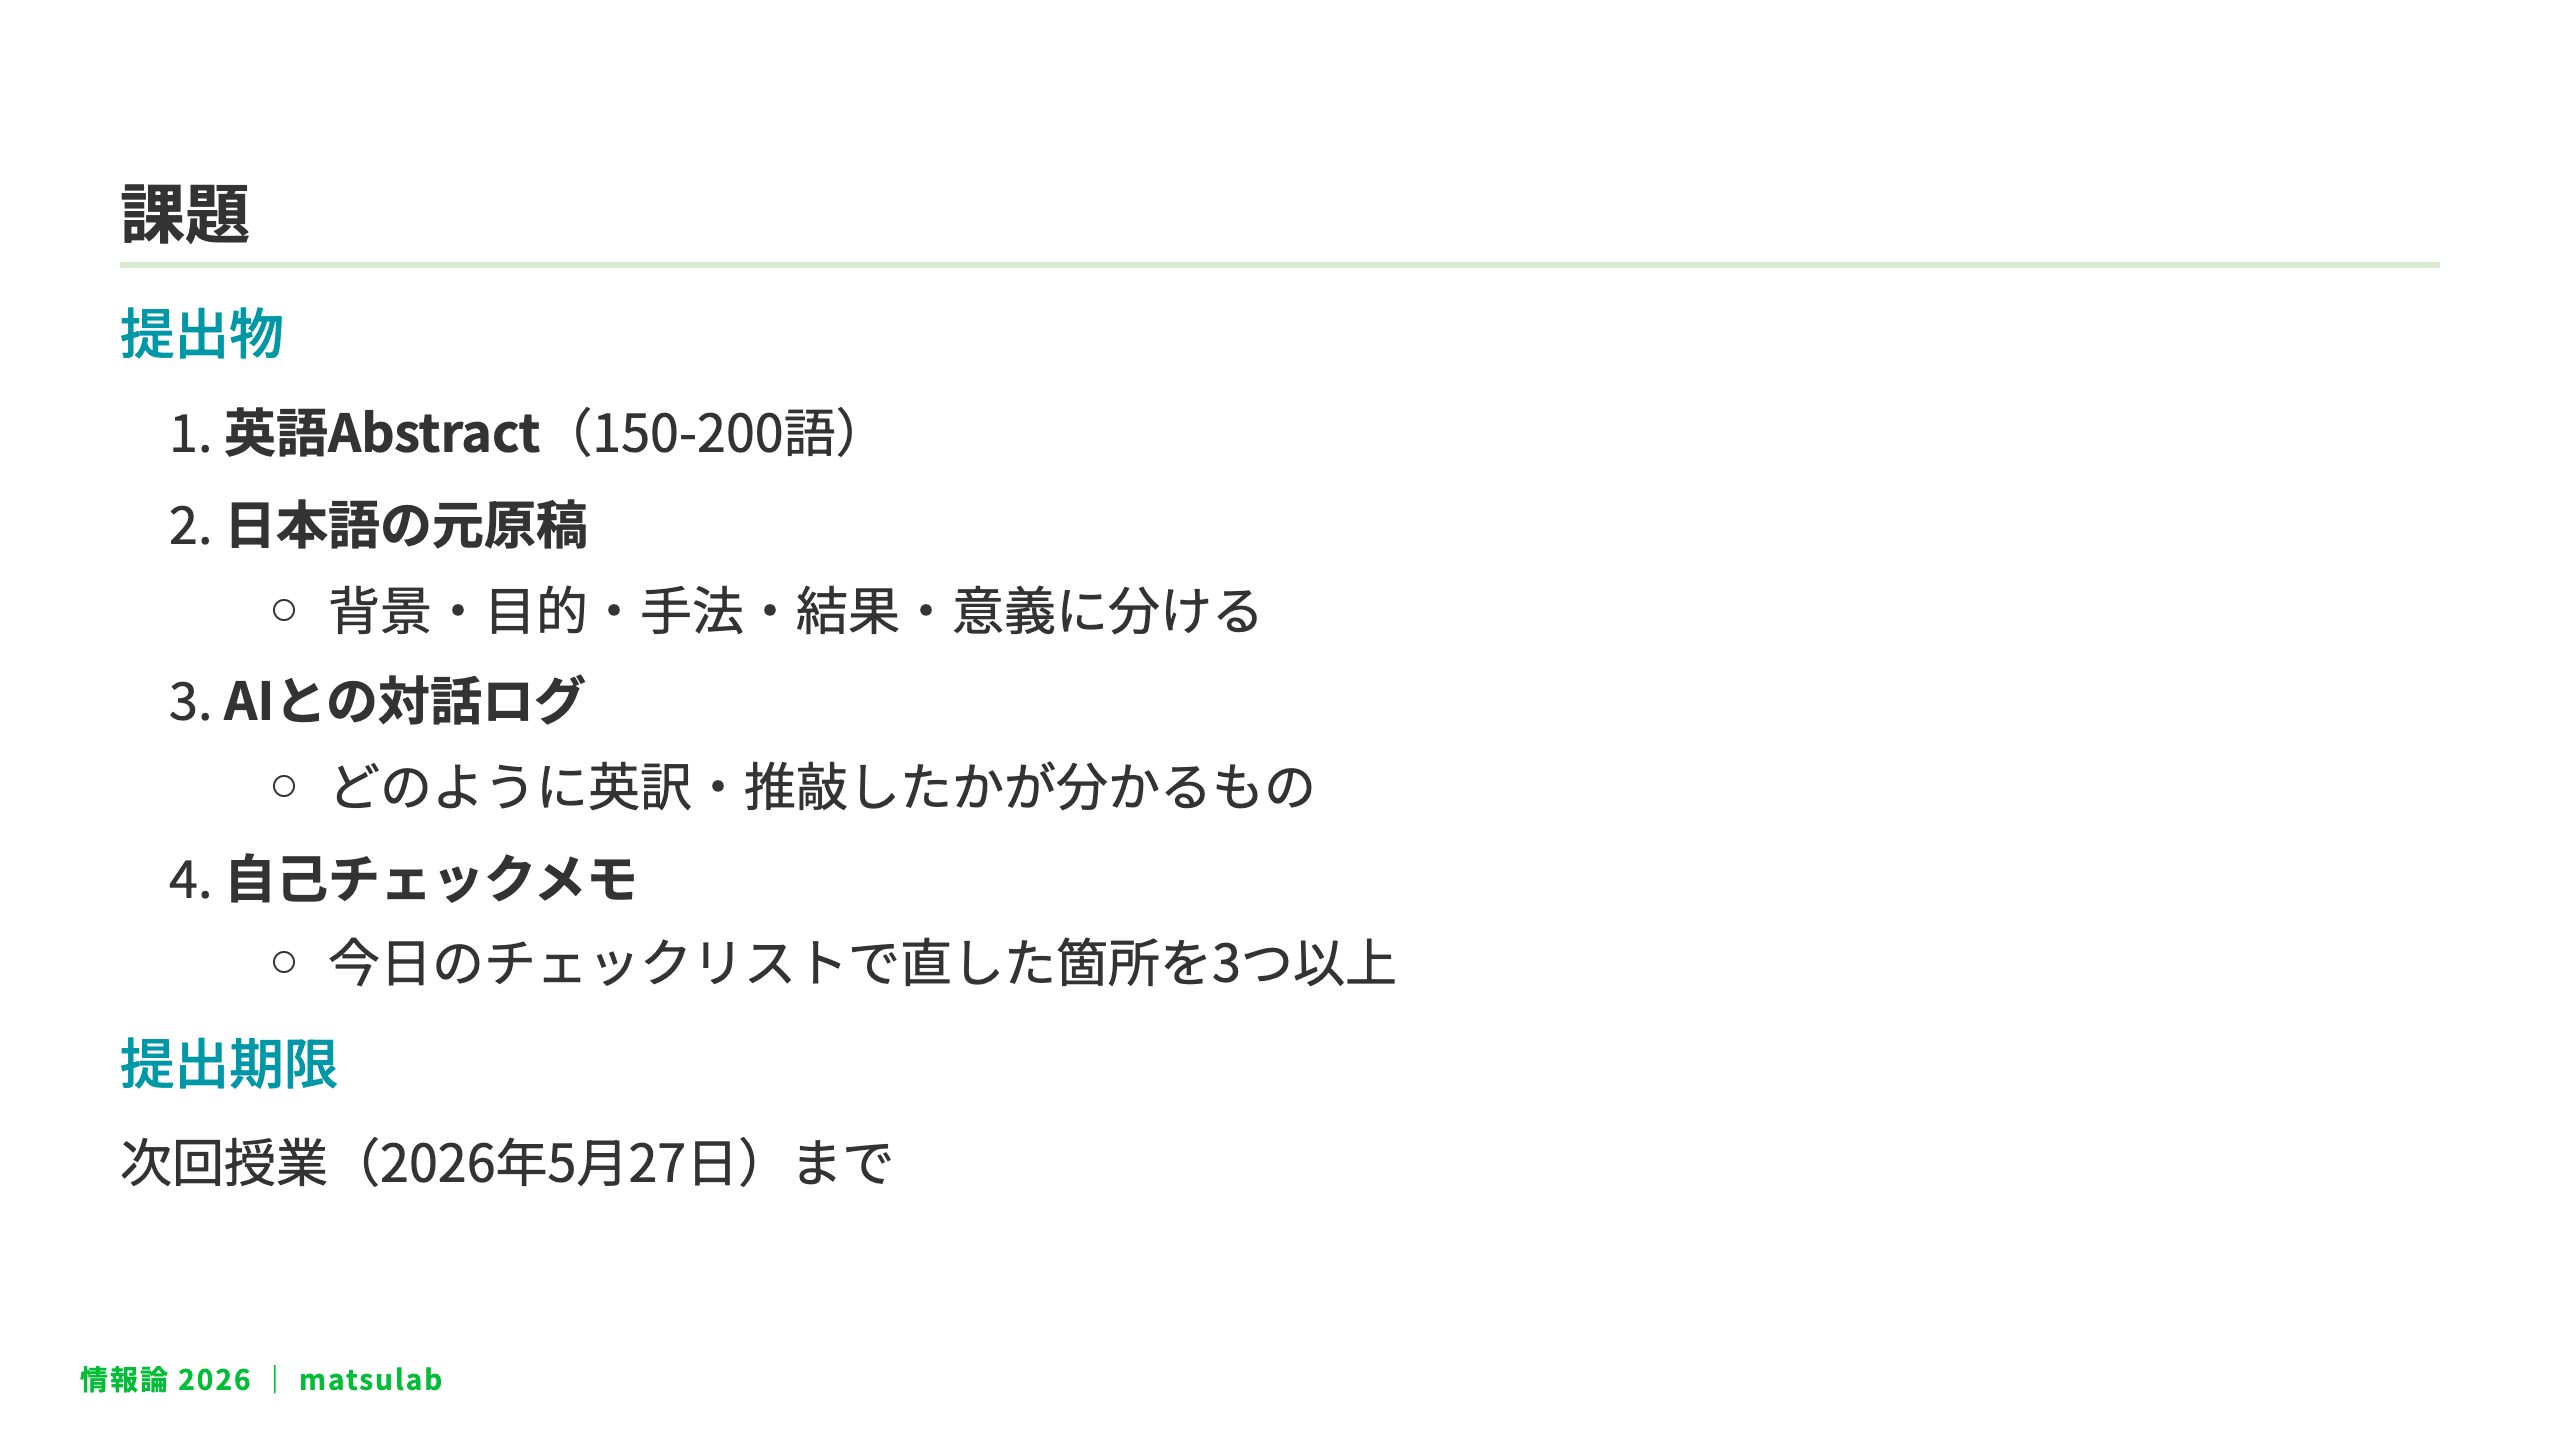 課題
提出物
1. 英語Abstract（150-200語）
2. 日本語の元原稿
○ 背景・目的・手法・結果・意義に分ける
3. AIとの対話ログ
○ どのように英訳・推敲したかが分かるもの
4. 自己チェックメモ
○ 今日のチェックリストで直した箇所を3つ以上
提出期限
次回授業（2026年5月27日）まで
情報論 2026 ｜ matsulab